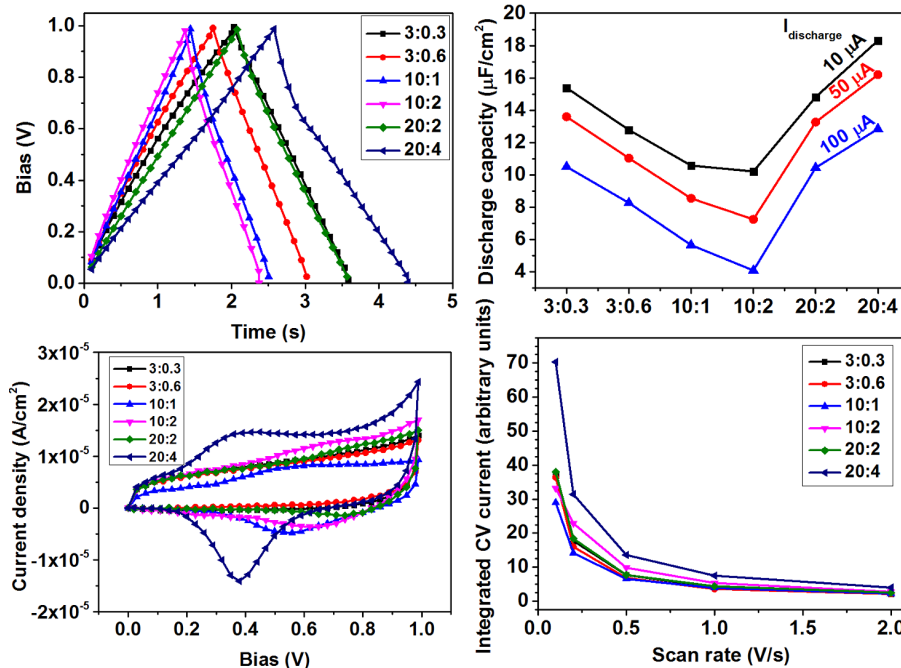 1.0
0.8
0.6
0.4
0.2
0.0
0 1 2 3 4 5
Bias (V)
Time (s)
3:0.3
3:0.6
10:1
10:2
20:2
20:4
18
16
14
12
10
8
6
4
3:0.3 3:0.6 10:1 10:2 20:2 20:4
Discharge capacity (μF/cm²)
I discharge
10 μA
50 μA
100 μA
3x10⁻⁵
2x10⁻⁵
1x10⁻⁵
0
-1x10⁻⁵
-2x10⁻⁵
0.0 0.2 0.4 0.6 0.8 1.0
Current density (A/cm²)
Bias (V)
3:0.3
3:0.6
10:1
10:2
20:2
20:4
70
60
50
40
30
20
10
0
0.0 0.5 1.0 1.5 2.0
Integrated CV current (arbitrary units)
Scan rate (V/s)
3:0.3
3:0.6
10:1
10:2
20:2
20:4